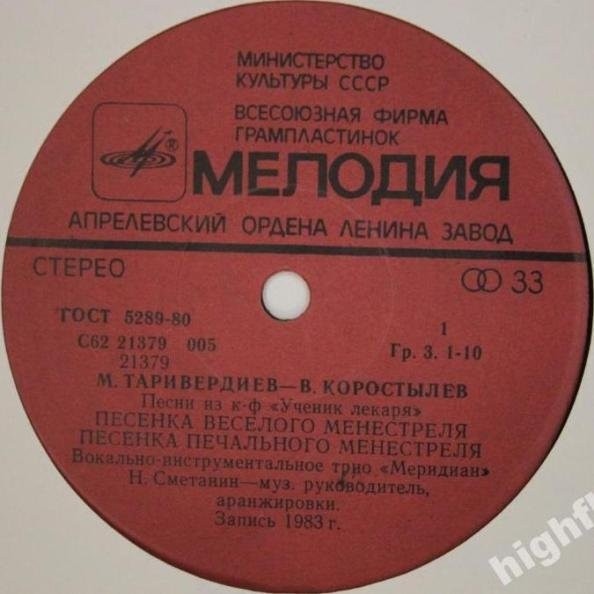 МИНИСТЕРСТВО
КУЛЬТУРЫ СССР
ВСЕСОЮЗНАЯ ФИРМА
ГРАМПЛАСТИНОК
®
МЕЛОДИЯ
АПРЕЛЕВСКИЙ ОРДЕНА ЛЕНИНА ЗАВОД
СТЕРЕО
33
ГОСТ 5289-80
1
С62 21379 005
Гр. 3. 1-10
21379
М. ТАРИВЕРДИЕВ—В. КОРОСТЫЛЕВ
Песни из к-ф «Ученик лекаря»
ПЕСЕНКА ВЕСЕЛОГО МЕНЕСТРЕЛЯ
ПЕСЕНКА ПЕЧАЛЬНОГО МЕНЕСТРЕЛЯ
Вокально-инструментальное трио «Меридиан»
Н. Сметанин—муз. руководитель,
аранжировки.
Запись 1983 г.